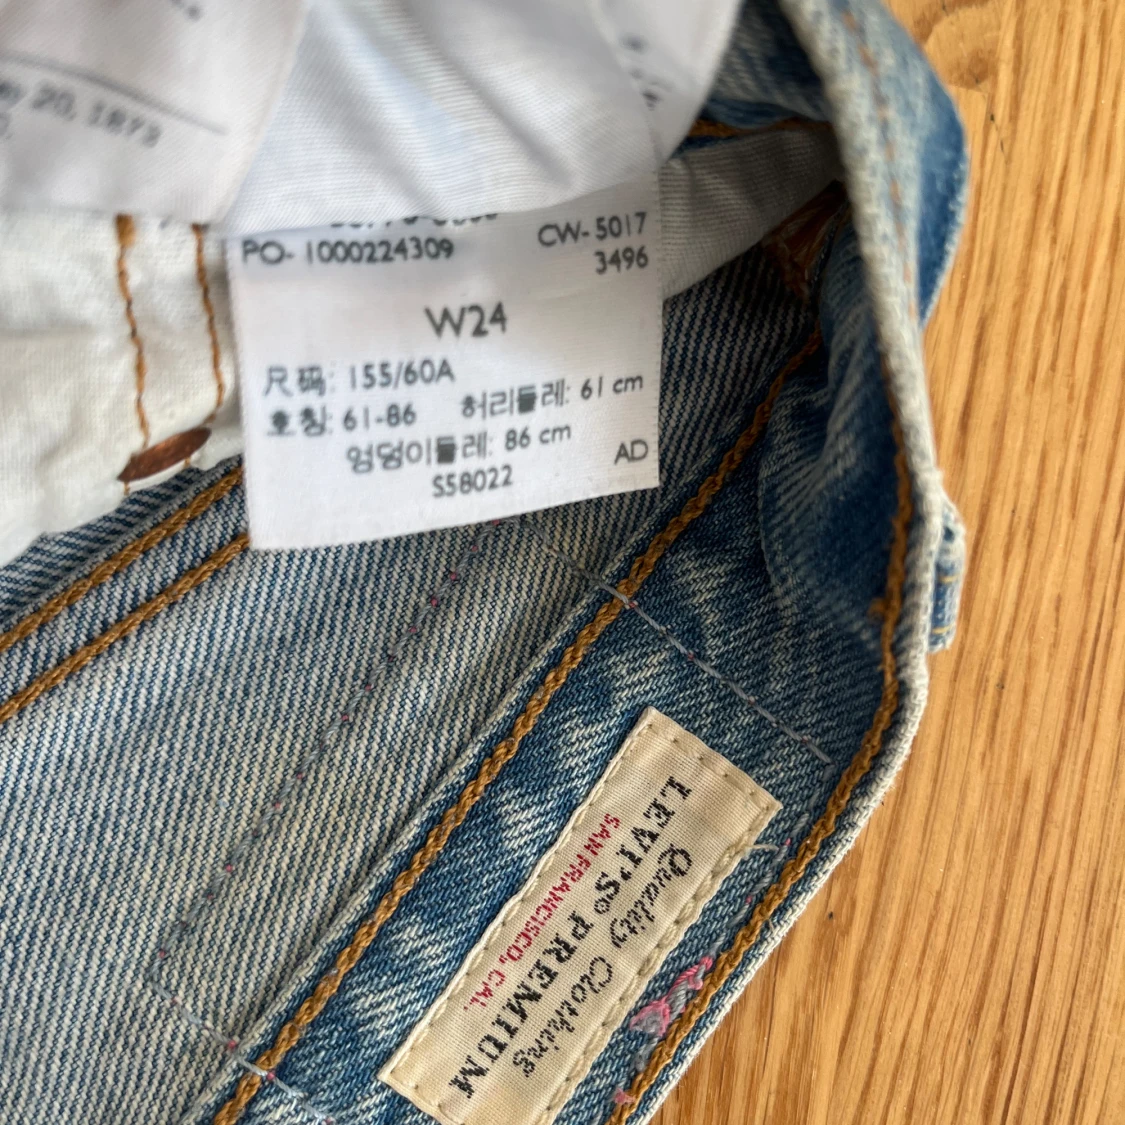 20, 1873
PO- 1000224309
CW- 5017
3496
W24
尺码: 155/60A
호칭: 61-86 허리둘레: 61 cm
엉덩이둘레: 86 cm
AD
S58022
Quality Clothing
LEVI'S® PREMIUM
SAN FRANCISCO, CAL.